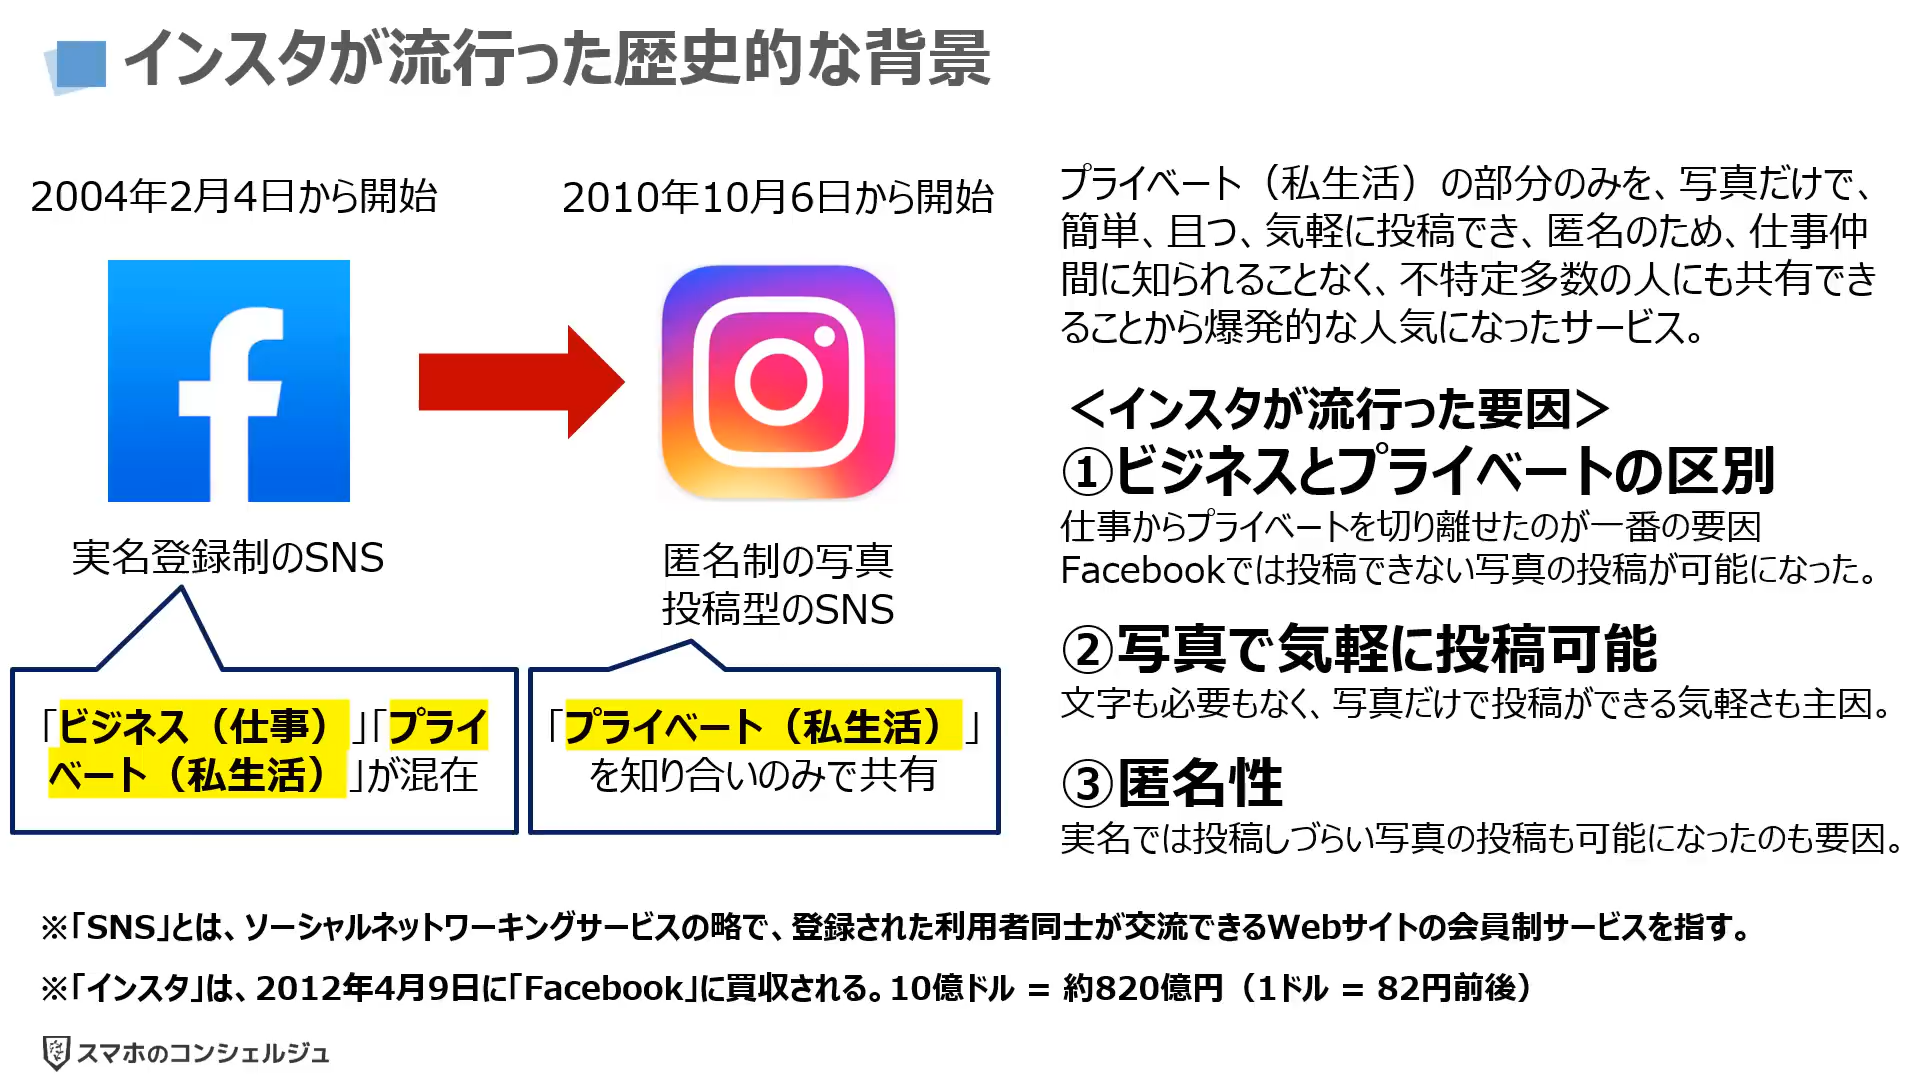 インスタが流行った歴史的な背景
2004年2月4日から開始
実名登録制のSNS
「ビジネス（仕事）」「プライ
ベート（私生活）」が混在
2010年10月6日から開始
匿名制の写真
投稿型のSNS
「プライベート（私生活）」
を知り合いのみで共有
プライベート（私生活）の部分のみを、写真だけで、
簡単、且つ、気軽に投稿でき、匿名のため、仕事仲
間に知られることなく、不特定多数の人にも共有でき
ることから爆発的な人気になったサービス。
＜インスタが流行った要因＞
①ビジネスとプライベートの区別
仕事からプライベートを切り離せたのが一番の要因
Facebookでは投稿できない写真の投稿が可能になった。
②写真で気軽に投稿可能
文字も必要もなく、写真だけで投稿ができる気軽さも主因。
③匿名性
実名では投稿しづらい写真の投稿も可能になったのも要因。
※「SNS」とは、ソーシャルネットワーキングサービスの略で、登録された利用者同士が交流できるWebサイトの会員制サービスを指す。
※「インスタ」は、2012年4月9日に「Facebook」に買収される。10億ドル = 約820億円（1ドル = 82円前後）
スマホのコンシェルジュ